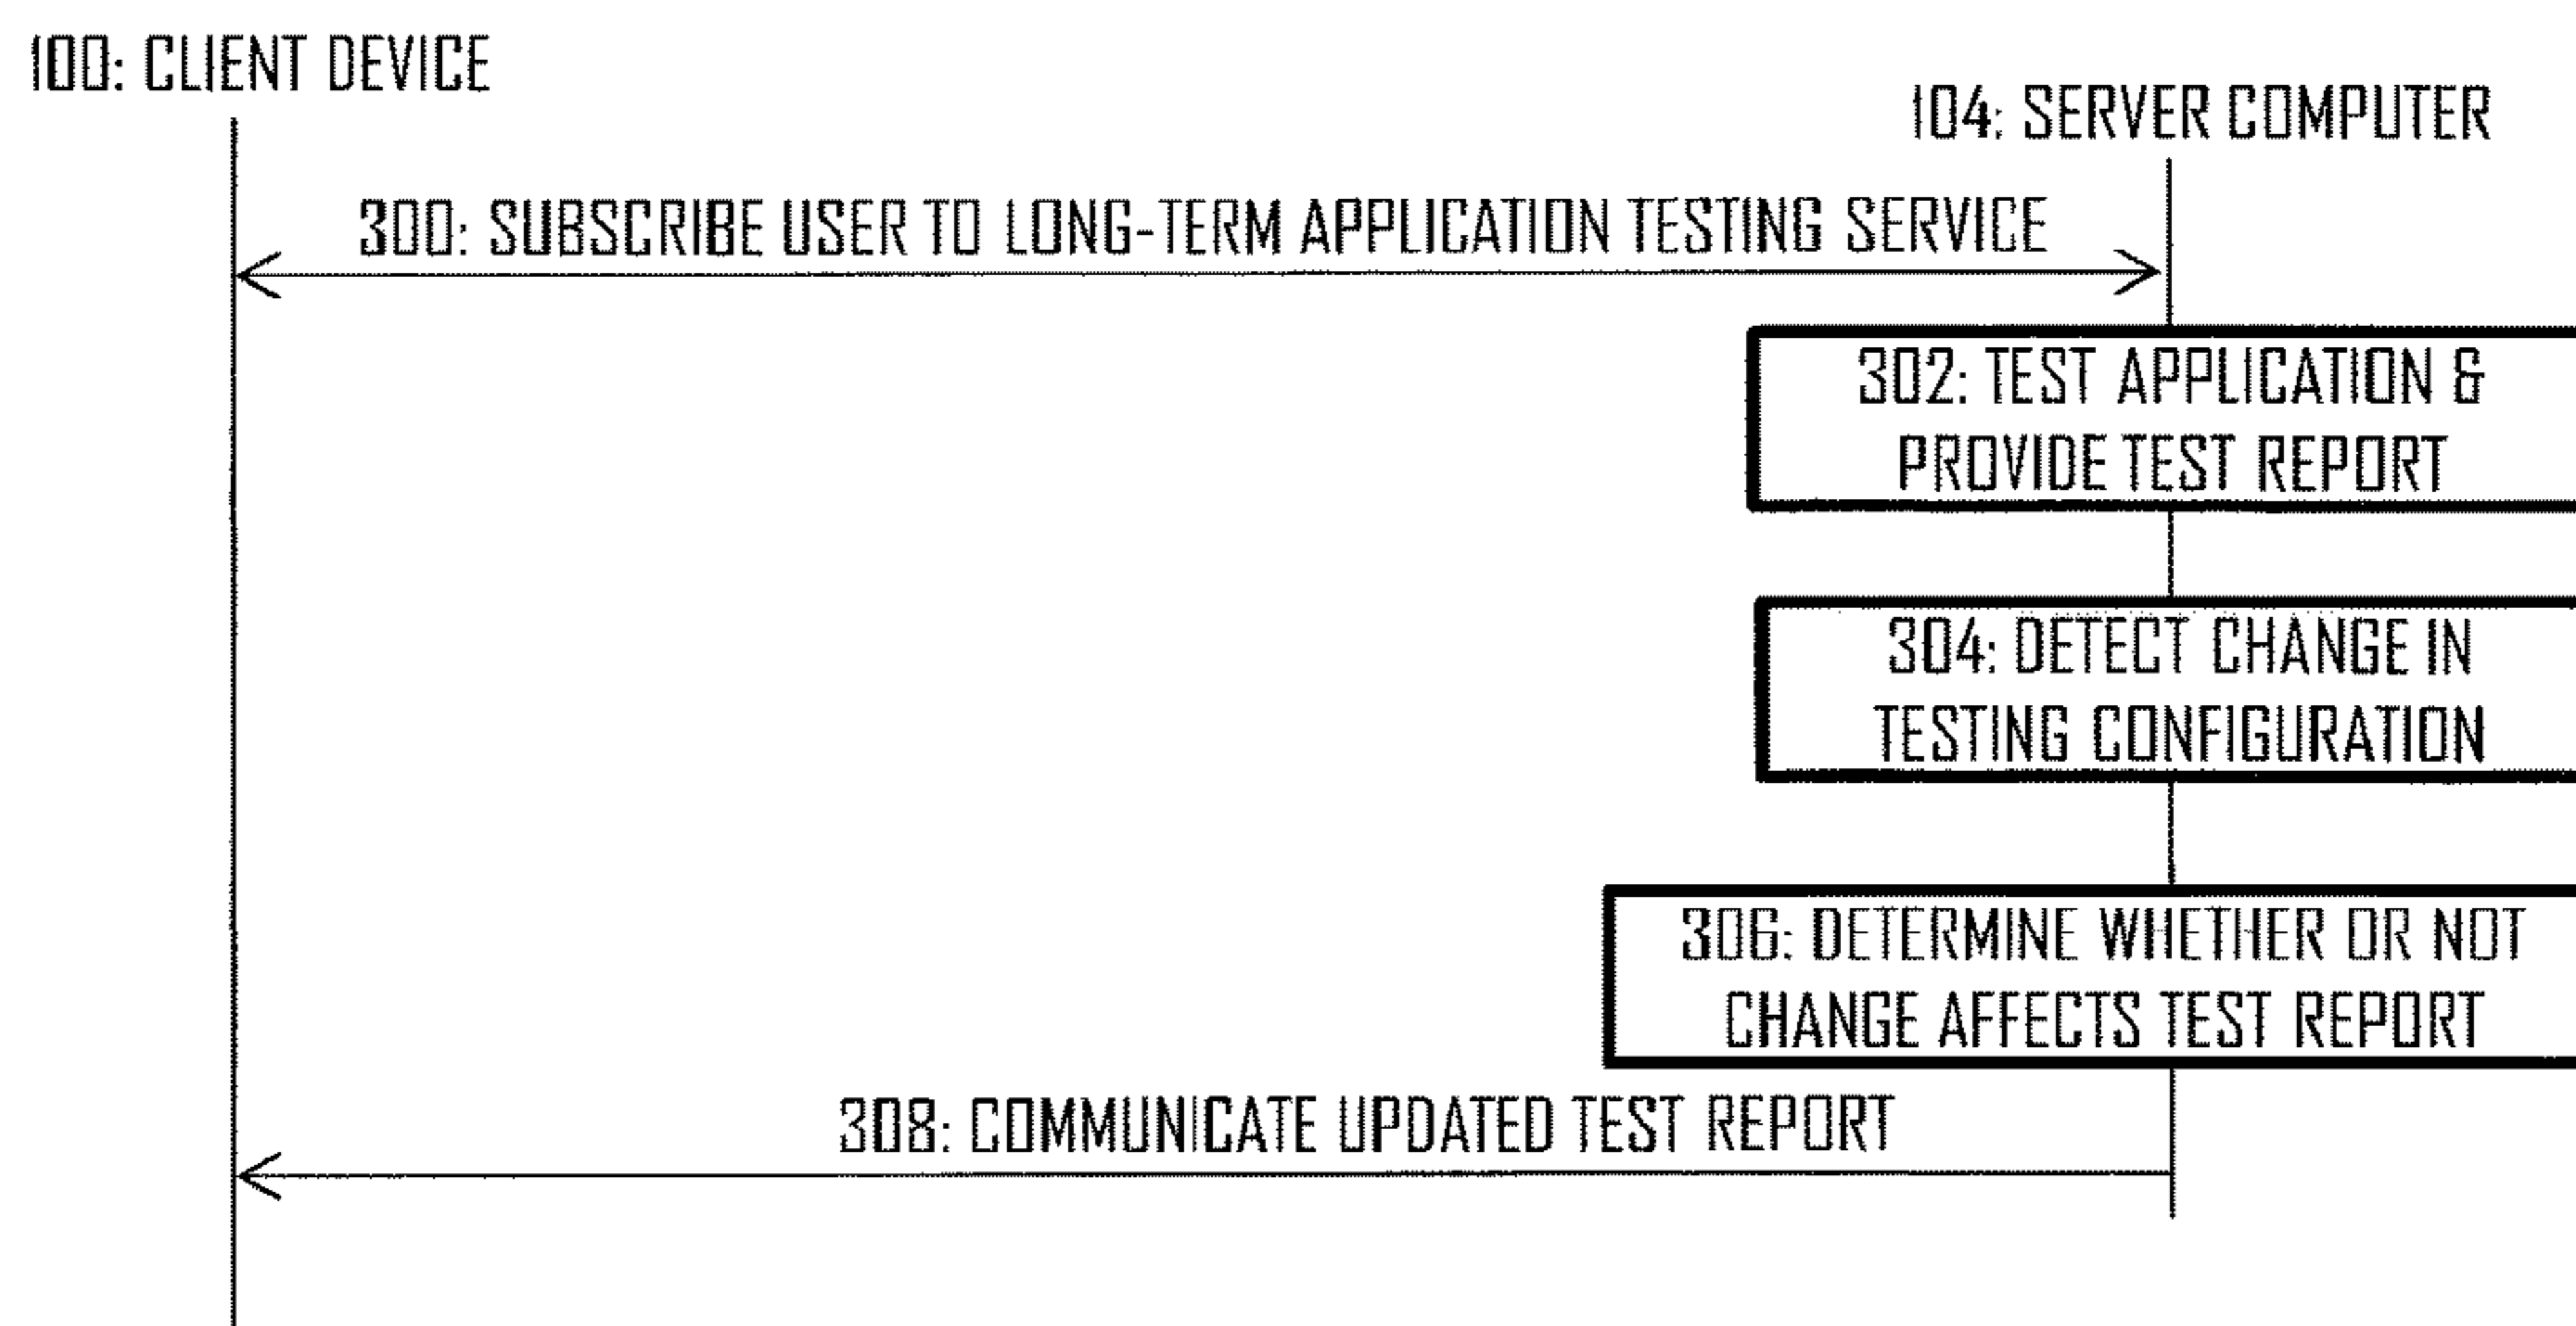 100: CLIENT DEVICE
104: SERVER COMPUTER
300: SUBSCRIBE USER TO LONG-TERM APPLICATION TESTING SERVICE
302: TEST APPLICATION &
PROVIDE TEST REPORT
304: DETECT CHANGE IN
TESTING CONFIGURATION
306: DETERMINE WHETHER OR NOT
CHANGE AFFECTS TEST REPORT
308: COMMUNICATE UPDATED TEST REPORT